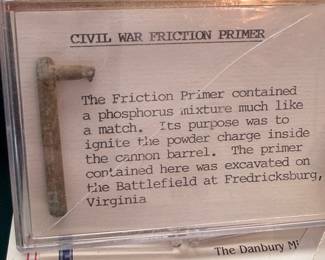 CIVIL WAR FRICTION PRIMER
The Friction Primer contained
a phosphorus mixture much like
a match. Its purpose was to
ignite the powder charge inside
the cannon barrel. The primer
contained here was excavated on
the Battlefield at Fredricksburg,
Virginia
The Danbury